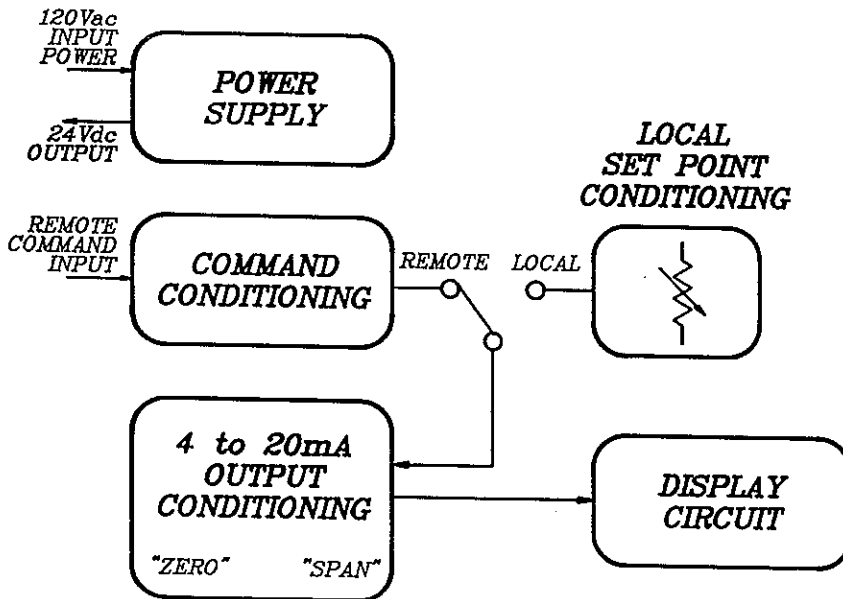 120Vac
INPUT
POWER
POWER
SUPPLY
24Vdc
OUTPUT
LOCAL
SET POINT
CONDITIONING
REMOTE
COMMAND
INPUT
COMMAND
CONDITIONING
REMOTE
LOCAL
4 to 20mA
OUTPUT
CONDITIONING
"ZERO"
"SPAN"
DISPLAY
CIRCUIT